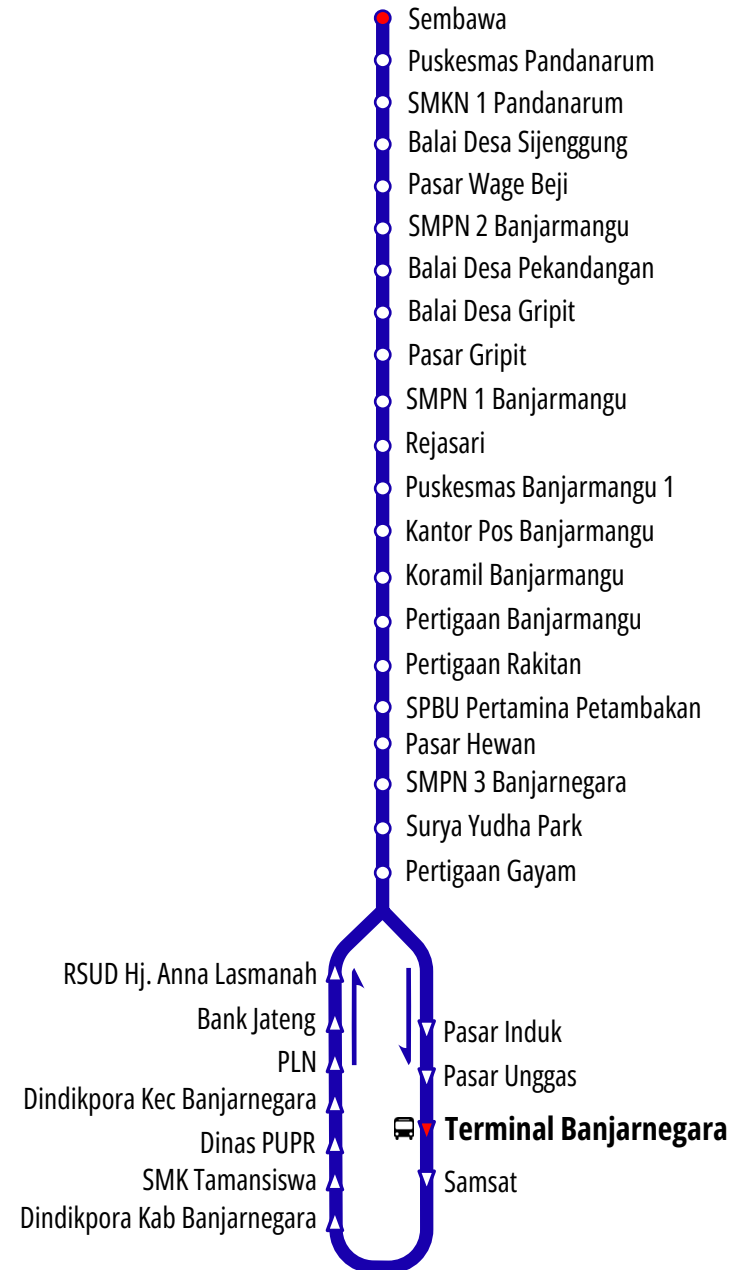 Sembawa
Puskesmas Pandanarum
SMKN 1 Pandanarum
Balai Desa Sijenggung
Pasar Wage Beji
SMPN 2 Banjarmangu
Balai Desa Pekandangan
Balai Desa Gripit
Pasar Gripit
SMPN 1 Banjarmangu
Rejasari
Puskesmas Banjarmangu 1
Kantor Pos Banjarmangu
Koramil Banjarmangu
Pertigaan Banjarmangu
Pertigaan Rakitan
SPBU Pertamina Petambakan
Pasar Hewan
SMPN 3 Banjarnegara
Surya Yudha Park
Pertigaan Gayam
RSUD Hj. Anna Lasmanah
Bank Jateng
PLN
Dindikpora Kec Banjarnegara
Dinas PUPR
SMK Tamansiswa
Dindikpora Kab Banjarnegara
Pasar Induk
Pasar Unggas
Terminal Banjarnegara
Samsat